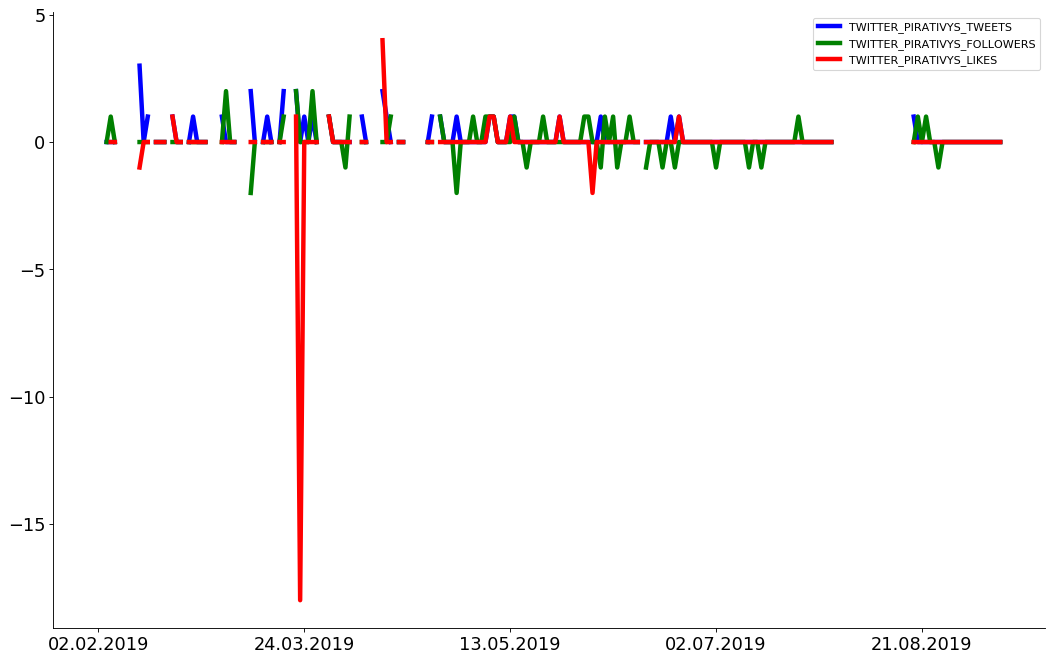 5
0
−5
−10
−15
02.02.2019 24.03.2019 13.05.2019 02.07.2019 21.08.2019
TWITTER_PIRATIVYS_TWEETS
TWITTER_PIRATIVYS_FOLLOWERS
TWITTER_PIRATIVYS_LIKES